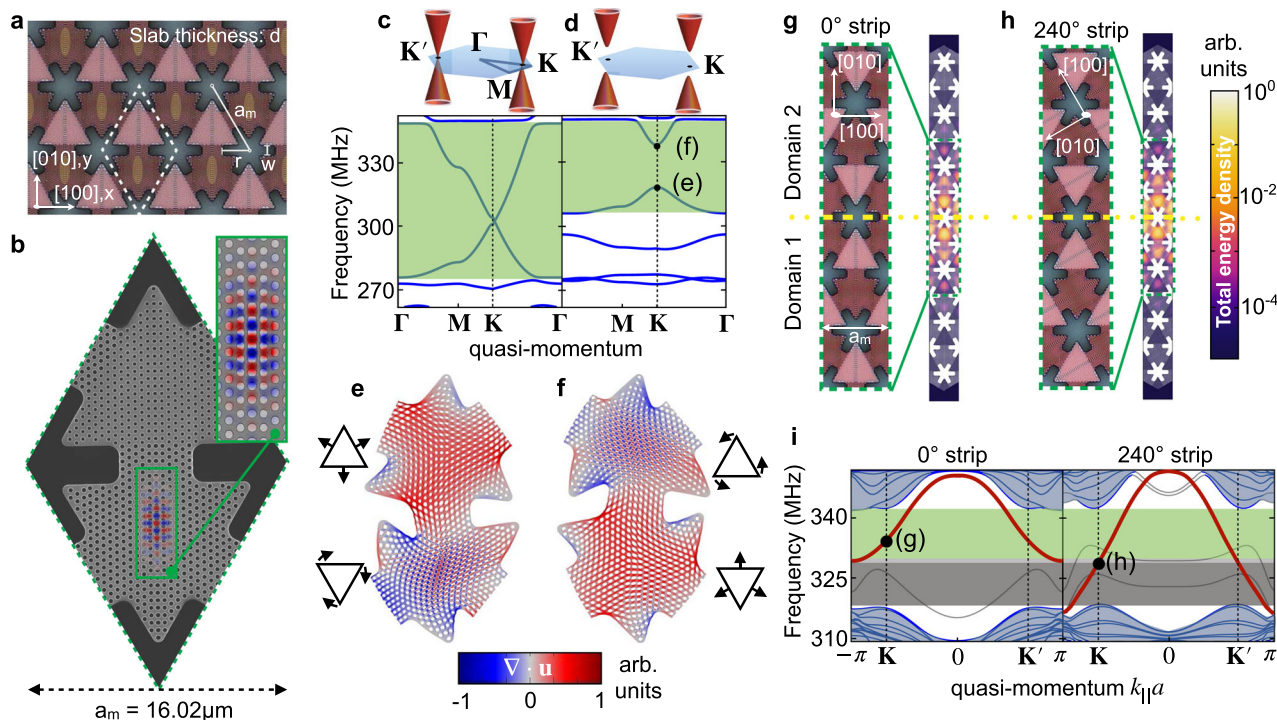 a
Slab thickness: d
a_m
r
w
[010],y
[100],x
b
a_m = 16.02μm
c
K′
Γ
K
M
d
K′
K
Frequency (MHz)
330
300
270
(f)
(e)
Γ
M
K
Γ
M
K
Γ
quasi-momentum
e
f
∇ · u
arb.
units
-1
0
1
g
0° strip
[010]
[100]
Domain 2
Domain 1
a_m
h
240° strip
[100]
[010]
arb.
units
Total energy density
10^0
10^-2
10^-4
i
0° strip
240° strip
Frequency (MHz)
340
325
310
(g)
(h)
−π
K
0
K′
π
K
0
K′
π
quasi-momentum k_||a